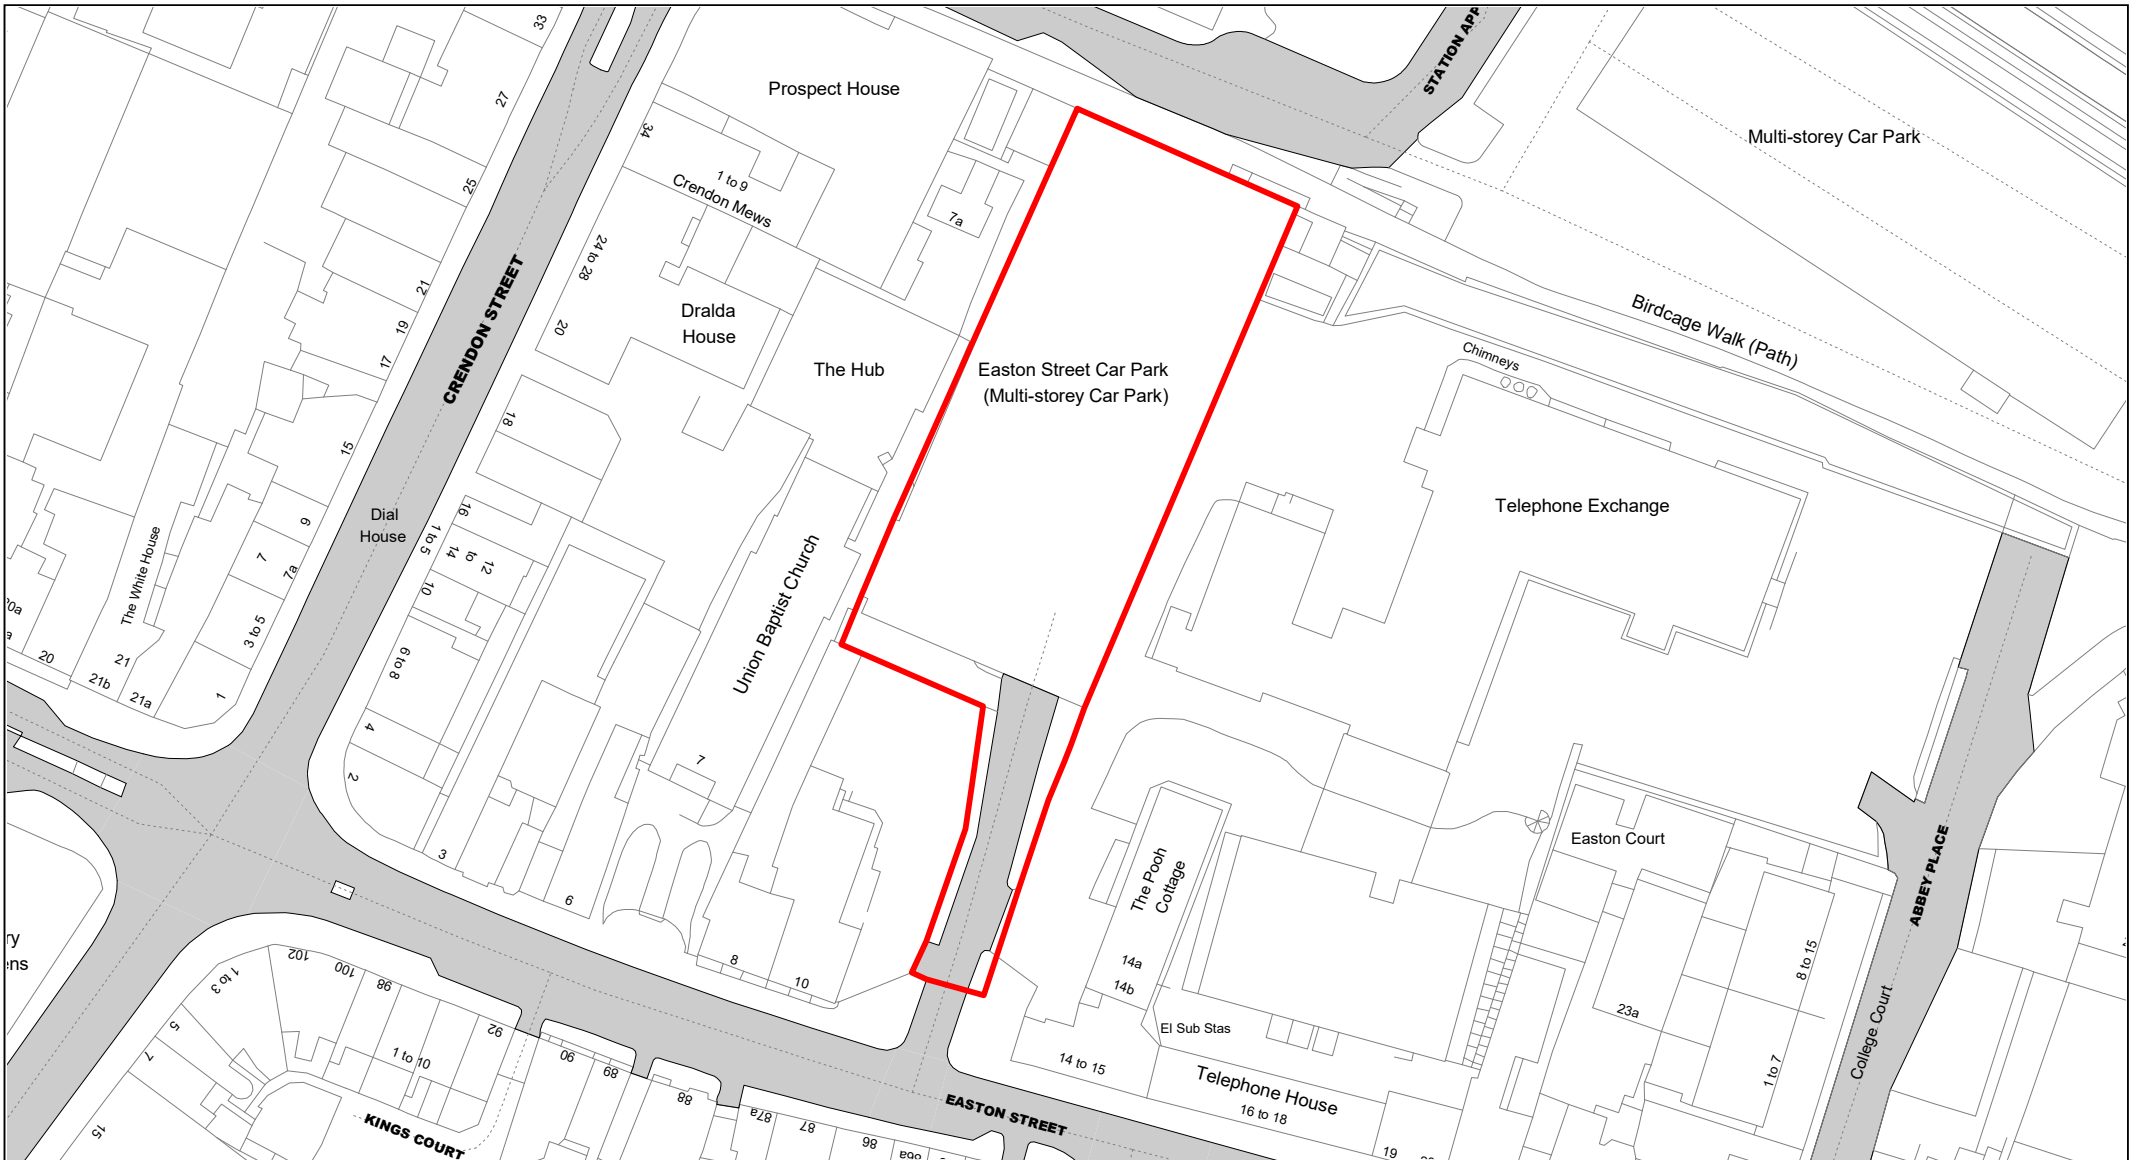 33
STATION APP
Prospect House
Multi-storey Car Park
27
34
1 to 9
Crendon Mews
25
7a
24 to 28
21
CRENDON STREET
Birdcage Walk (Path)
Dralda
House
20
19
17
The Hub
Easton Street Car Park
(Multi-storey Car Park)
Chimneys
18
15
Telephone Exchange
Dial
House
16
1 to 5
14
to
12
10
9
7
7a
The White House
Union Baptist Church
3 to 5
20a
a
20
21
21b
21a
1
6 to 8
4
2
7
3
6
8
10
The Pooh
Cottage
14a
14b
El Sub Stas
Easton Court
ABBEY PLACE
8 to 15
23a
1 to 7
College Court
ry
ens
102
100
98
92
1 to 3
5
7
1 to 10
90
89
88
87a
87
86
86a
15
KINGS COURT
EASTON STREET
14 to 15
Telephone House
16 to 18
19